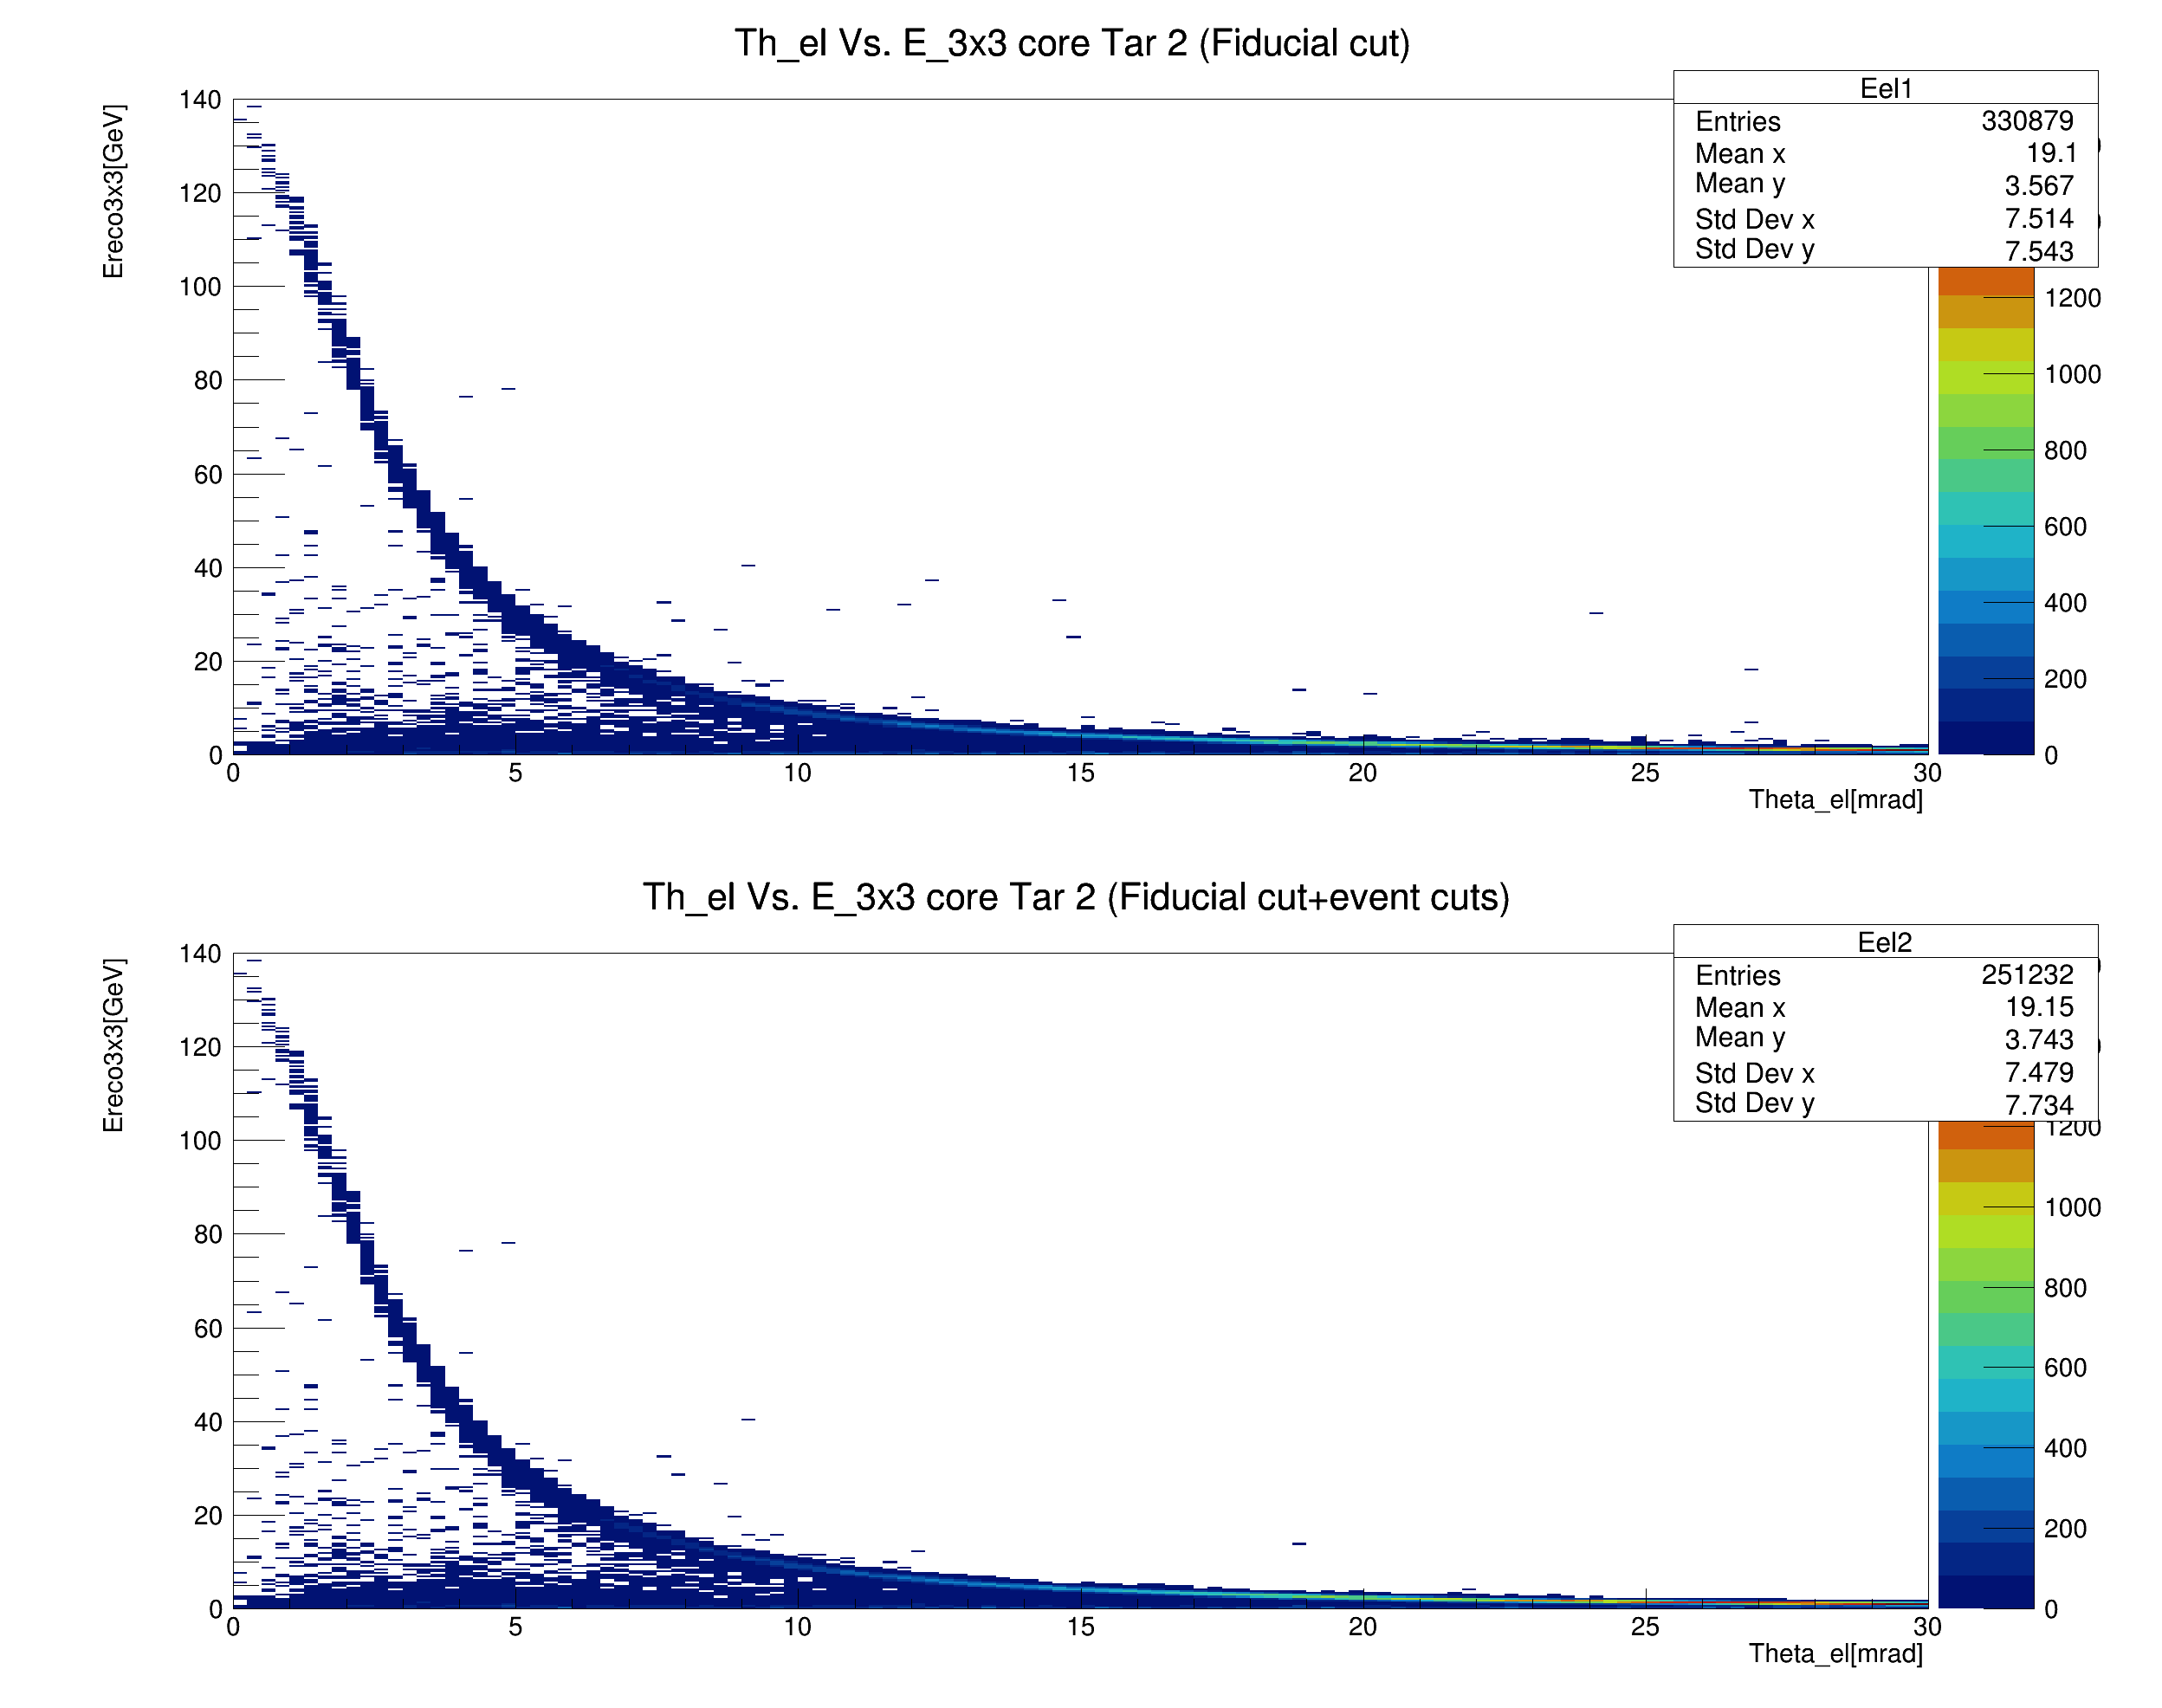 Th_el Vs. E_3x3 core Tar 2 (Fiducial cut)
Ereco3x3[GeV]
Eel1
Entries 330879
Mean x 19.1
Mean y 3.567
Std Dev x 7.514
Std Dev y 7.543
140
120
100
80
60
40
20
0
0 5 10 15 20 25 30
Theta_el[mrad]
1200
1000
800
600
400
200
0
Th_el Vs. E_3x3 core Tar 2 (Fiducial cut+event cuts)
Ereco3x3[GeV]
Eel2
Entries 251232
Mean x 19.15
Mean y 3.743
Std Dev x 7.479
Std Dev y 7.734
140
120
100
80
60
40
20
0
0 5 10 15 20 25 30
Theta_el[mrad]
1200
1000
800
600
400
200
0